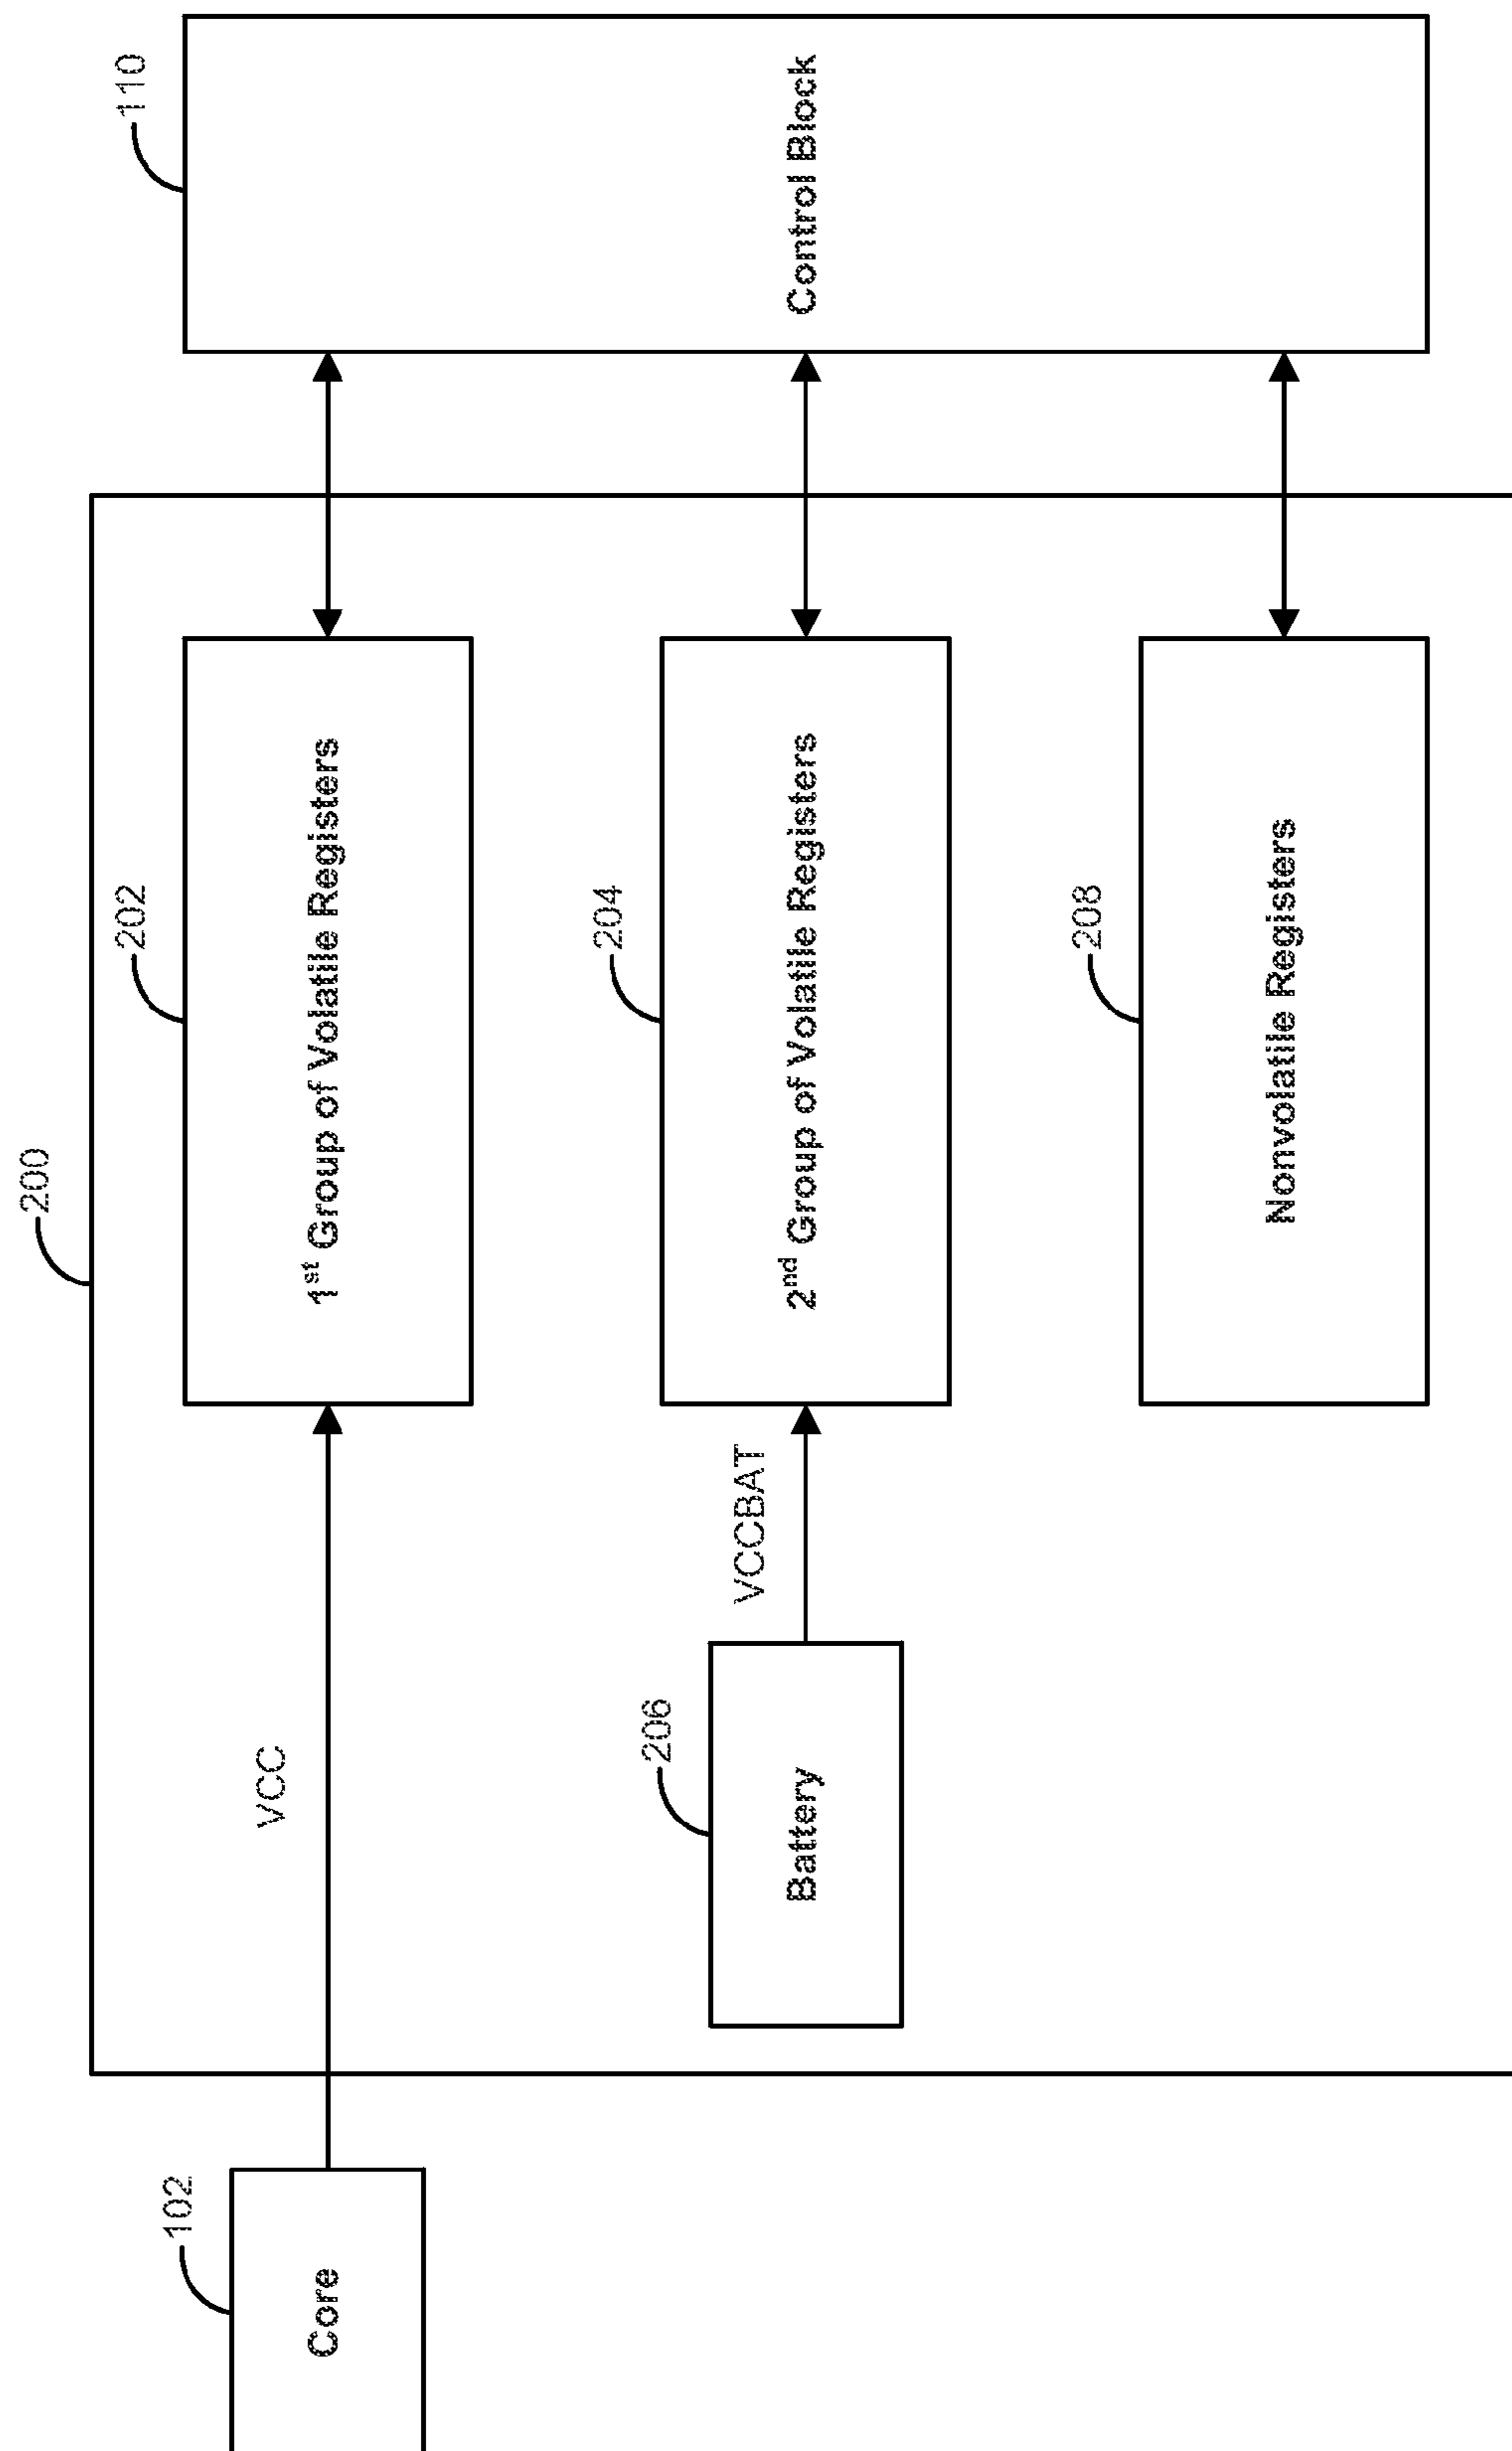 200
102
Core
VCC
202
1st Group of Volatile Registers
110
Control Block
206
Battery
VCCBAT
204
2nd Group of Volatile Registers
208
Nonvolatile Registers